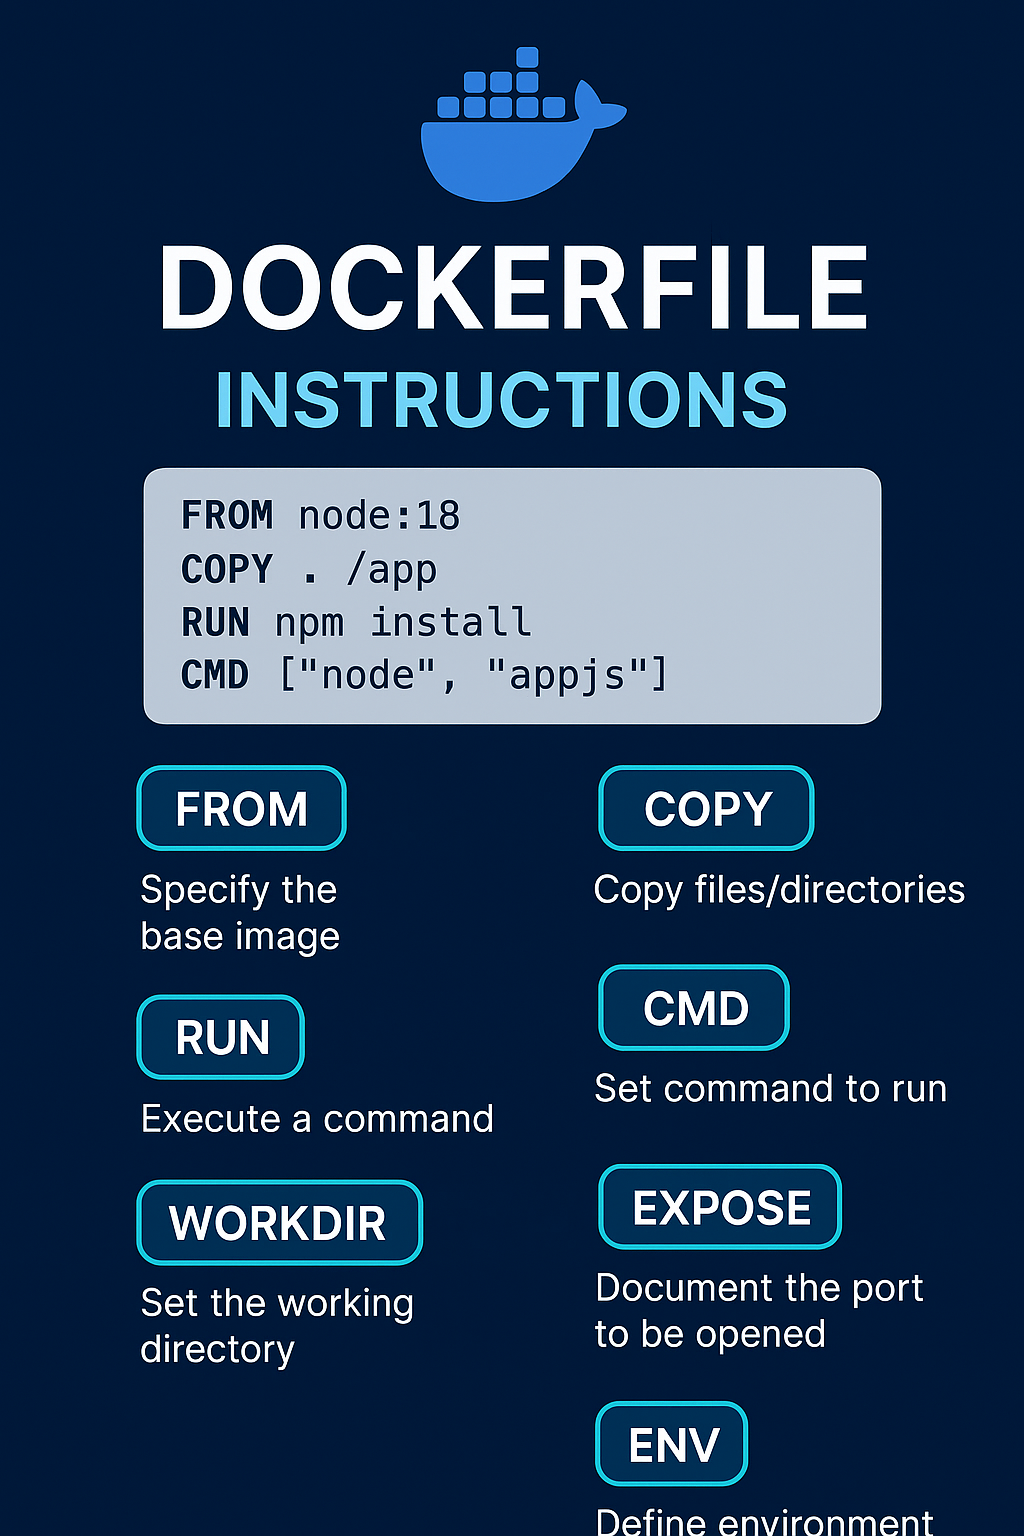 DOCKERFILE
INSTRUCTIONS
FROM node:18
COPY . /app
RUN npm install
CMD ["node", "appjs"]
FROM
Specify the
base image
RUN
Execute a command
WORKDIR
Set the working
directory
COPY
Copy files/directories
CMD
Set command to run
EXPOSE
Document the port
to be opened
ENV
Define environment